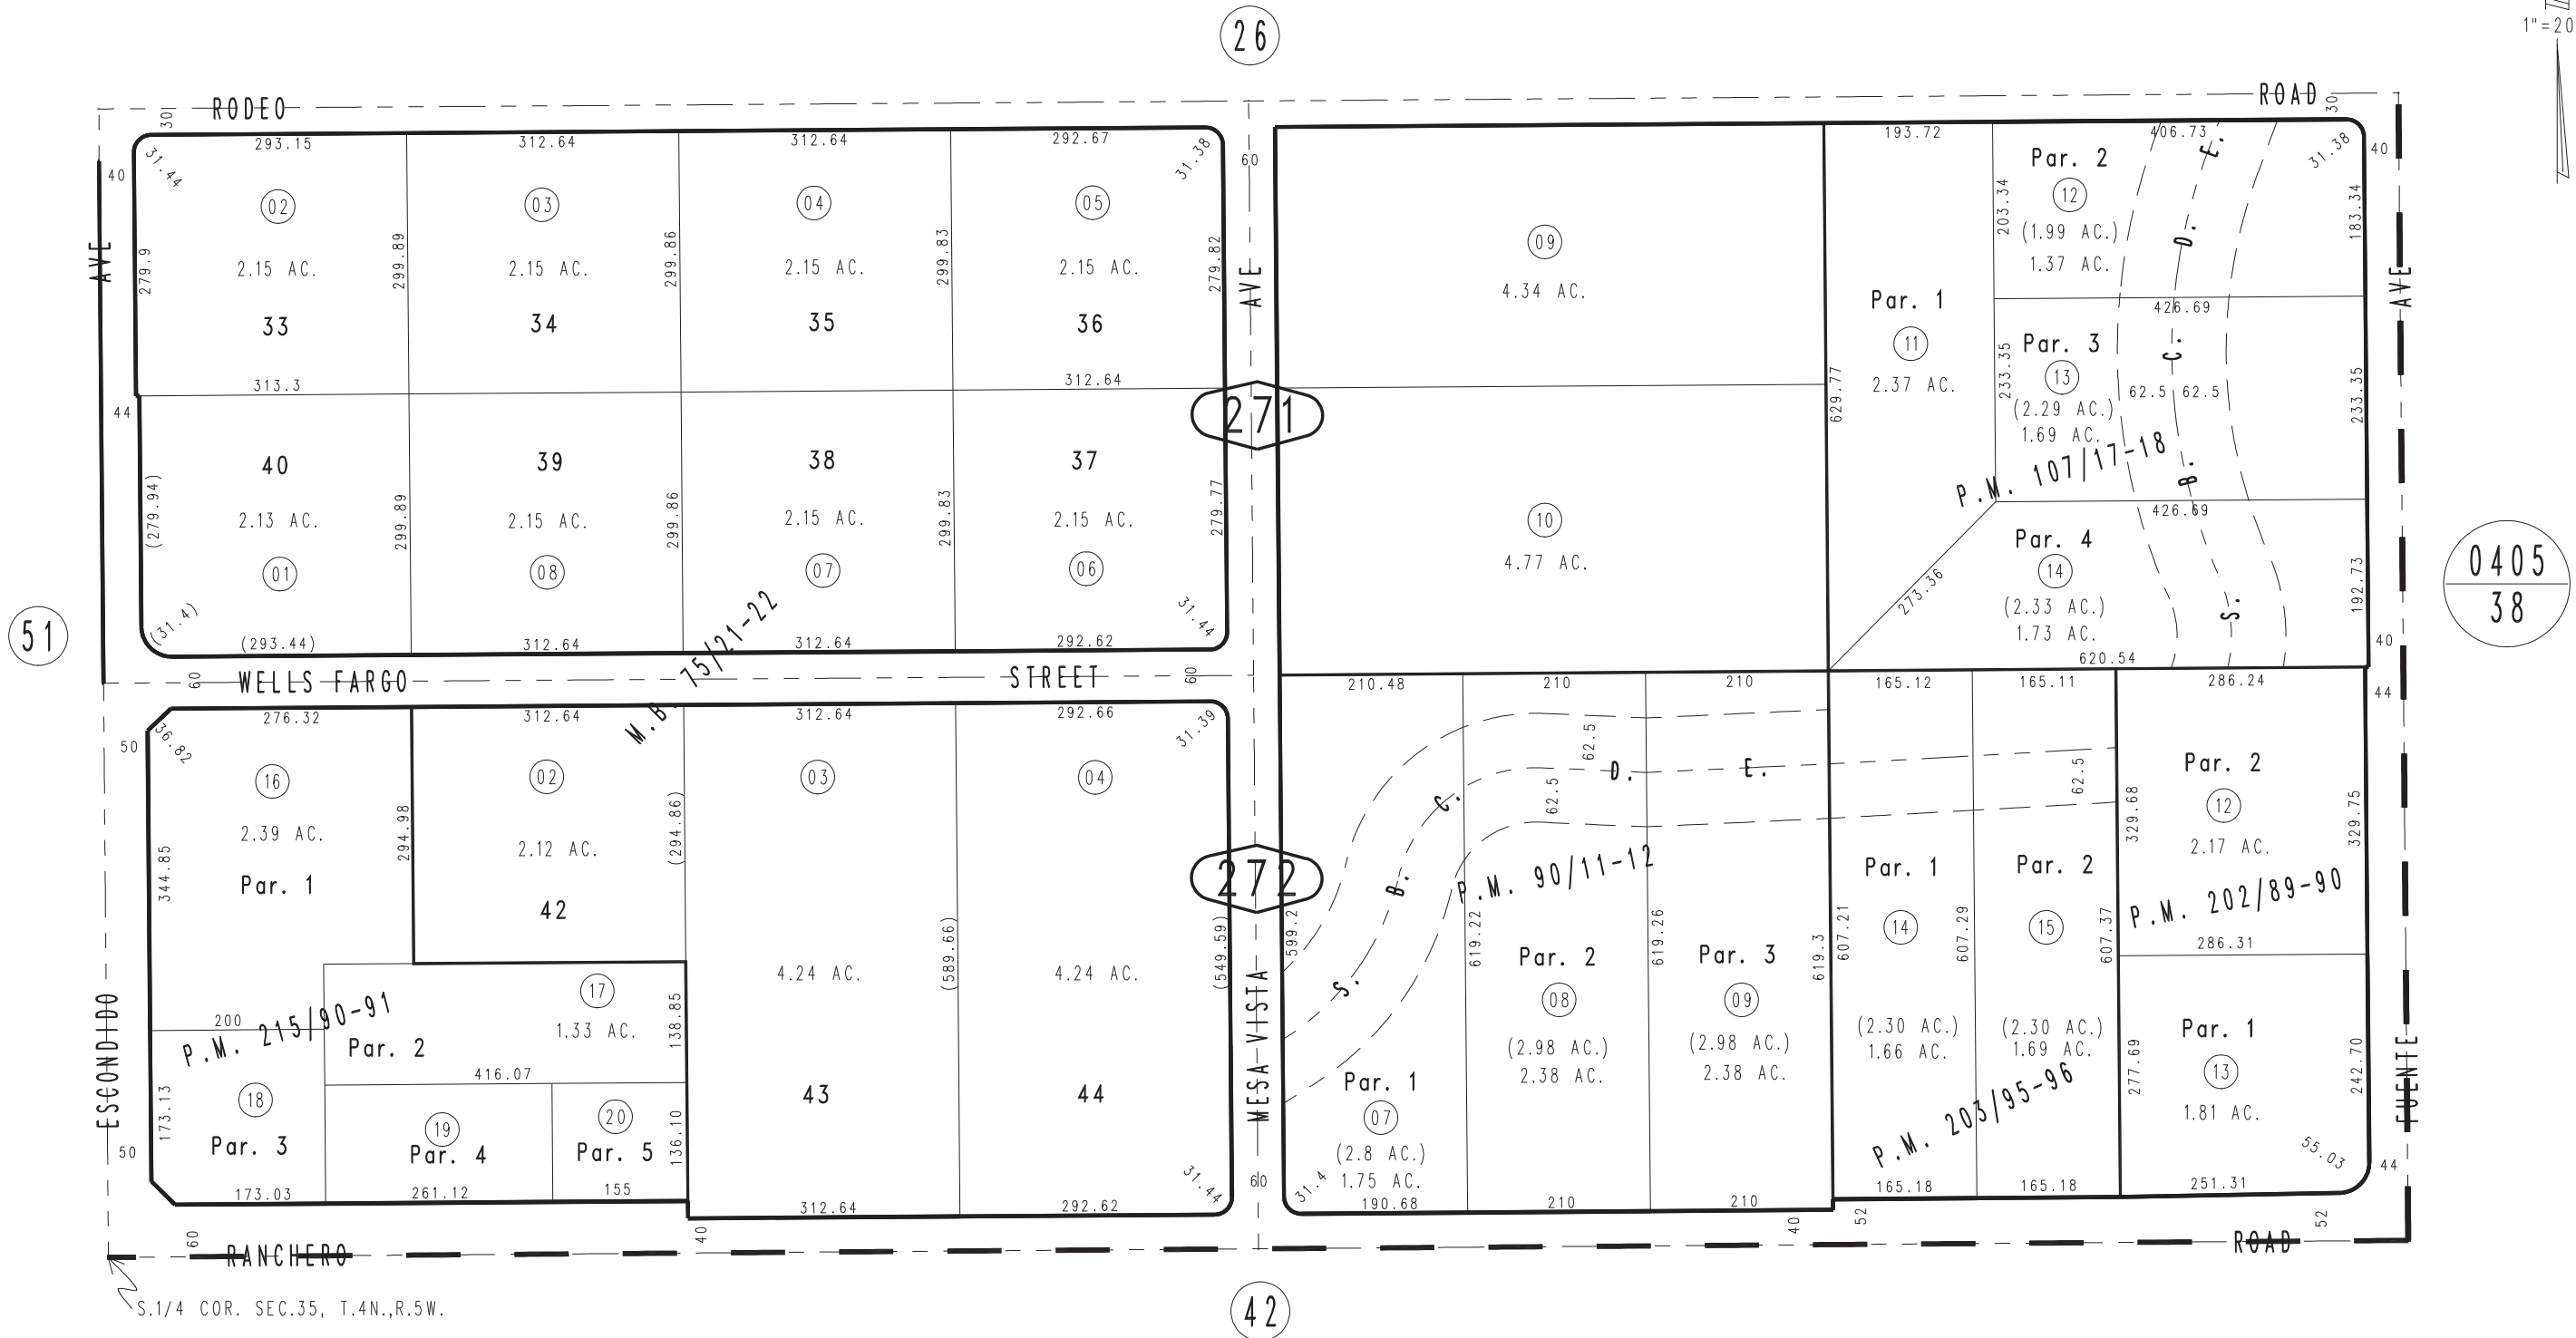 26
1"=20
RODEO ROAD
30
30
293.15
312.64
312.64
292.67
193.72
406.73
31.44
31.38
31.38
40
60
40
AVE
279.9
02
2.15 AC.
33
313.3
299.89
03
2.15 AC.
34
299.86
04
2.15 AC.
35
299.83
05
2.15 AC.
36
312.64
279.82
AVE
271
44
(279.94)
40
2.13 AC.
01
(31.4)
(293.44)
299.89
39
2.15 AC.
08
312.64
299.86
38
2.15 AC.
07
312.64
299.83
37
2.15 AC.
06
292.62
279.77
31.44
M.B. 75/21-22
09
4.34 AC.
10
4.77 AC.
629.77
Par. 1
11
2.37 AC.
203.34
Par. 2
12
(1.99 AC.)
1.37 AC.
183.34
426.69
233.35
Par. 3
13
(2.29 AC.)
1.69 AC.
62.5
62.5
233.35
P.M. 107/17-18
426.69
273.36
Par. 4
14
(2.33 AC.)
1.73 AC.
192.73
620.54
S. B. C. D. E.
AVE
40
44
0405
38
51
WELLS FARGO STREET
60
60
276.32
312.64
312.64
292.66
36.82
31.39
50
344.85
16
2.39 AC.
Par. 1
294.98
02
2.12 AC.
42
(294.86)
03
4.24 AC.
43
(589.66)
04
4.24 AC.
44
(549.59)
272
17
1.33 AC.
Par. 2
138.85
416.07
200
P.M. 215/90-91
173.13
18
Par. 3
173.03
19
Par. 4
261.12
20
Par. 5
155
136.10
312.64
292.62
31.44
ESCONDIDO
50
MESA VISTA
60
210.48
210
210
165.12
165.11
286.24
62.5
62.5
62.5
S. B. C. D. E.
P.M. 90/11-12
599.2
Par. 1
07
(2.8 AC.)
1.75 AC.
31.4
190.68
619.22
Par. 2
08
(2.98 AC.)
2.38 AC.
210
619.26
Par. 3
09
(2.98 AC.)
2.38 AC.
210
619.3
607.21
Par. 1
14
(2.30 AC.)
1.66 AC.
165.18
607.29
Par. 2
15
(2.30 AC.)
1.69 AC.
165.18
607.37
P.M. 203/95-96
329.68
Par. 2
12
2.17 AC.
329.75
P.M. 202/89-90
286.31
277.69
Par. 1
13
1.81 AC.
242.70
55.03
251.31
FUENTE
44
60
40
40
52
52
RANCHERO ROAD
S.1/4 COR. SEC.35, T.4N.,R.5W.
42